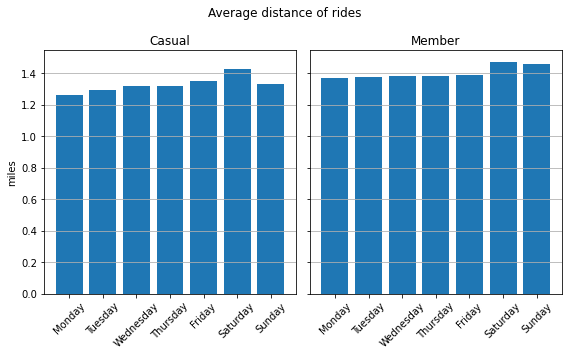 Average distance of rides
Casual
Member
miles
1.4
1.2
1.0
0.8
0.6
0.4
0.2
0.0
Monday
Tuesday
Wednesday
Thursday
Friday
Saturday
Sunday
Monday
Tuesday
Wednesday
Thursday
Friday
Saturday
Sunday